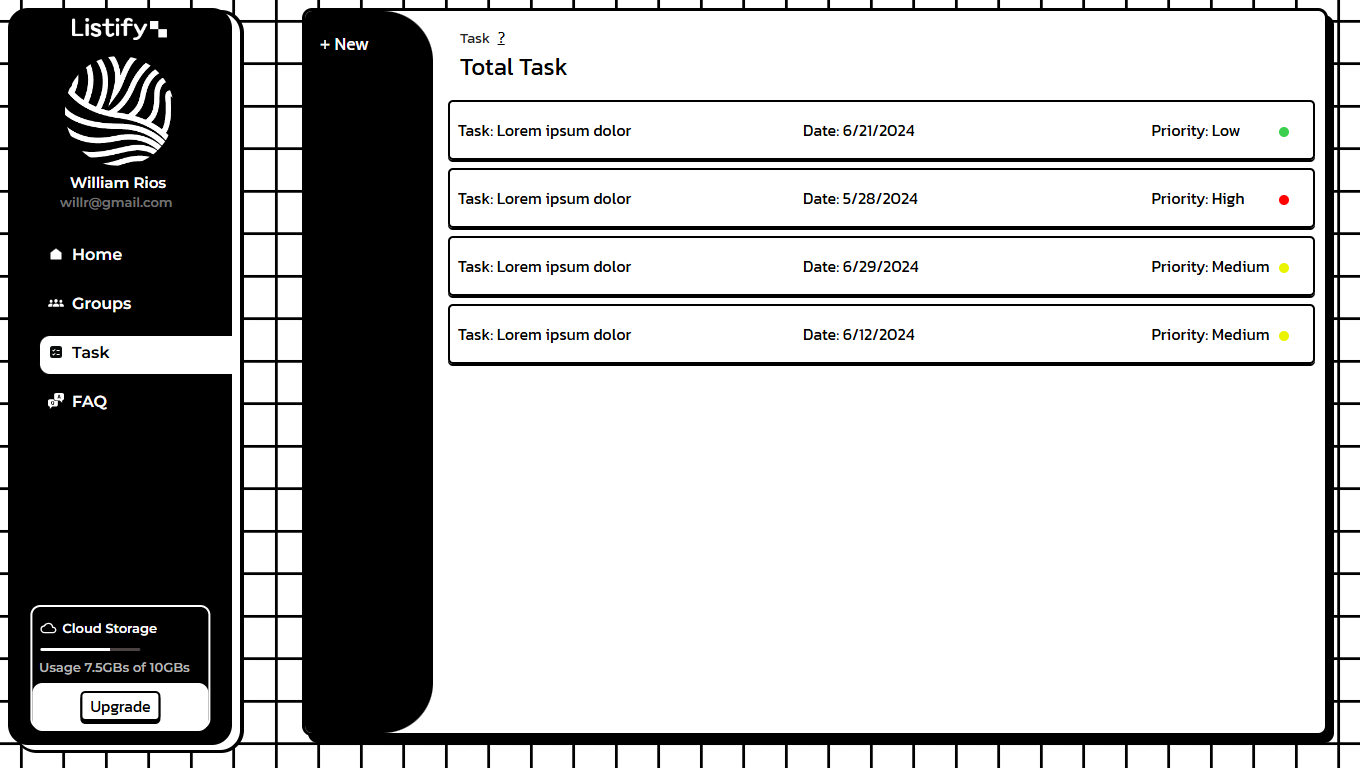 Listify
William Rios
willr@gmail.com
Home
Groups
Task
FAQ
Cloud Storage
Usage 7.5GBs of 10GBs
Upgrade
+ New
Task ?
Total Task
Task: Lorem ipsum dolor Date: 6/21/2024 Priority: Low
Task: Lorem ipsum dolor Date: 5/28/2024 Priority: High
Task: Lorem ipsum dolor Date: 6/29/2024 Priority: Medium
Task: Lorem ipsum dolor Date: 6/12/2024 Priority: Medium